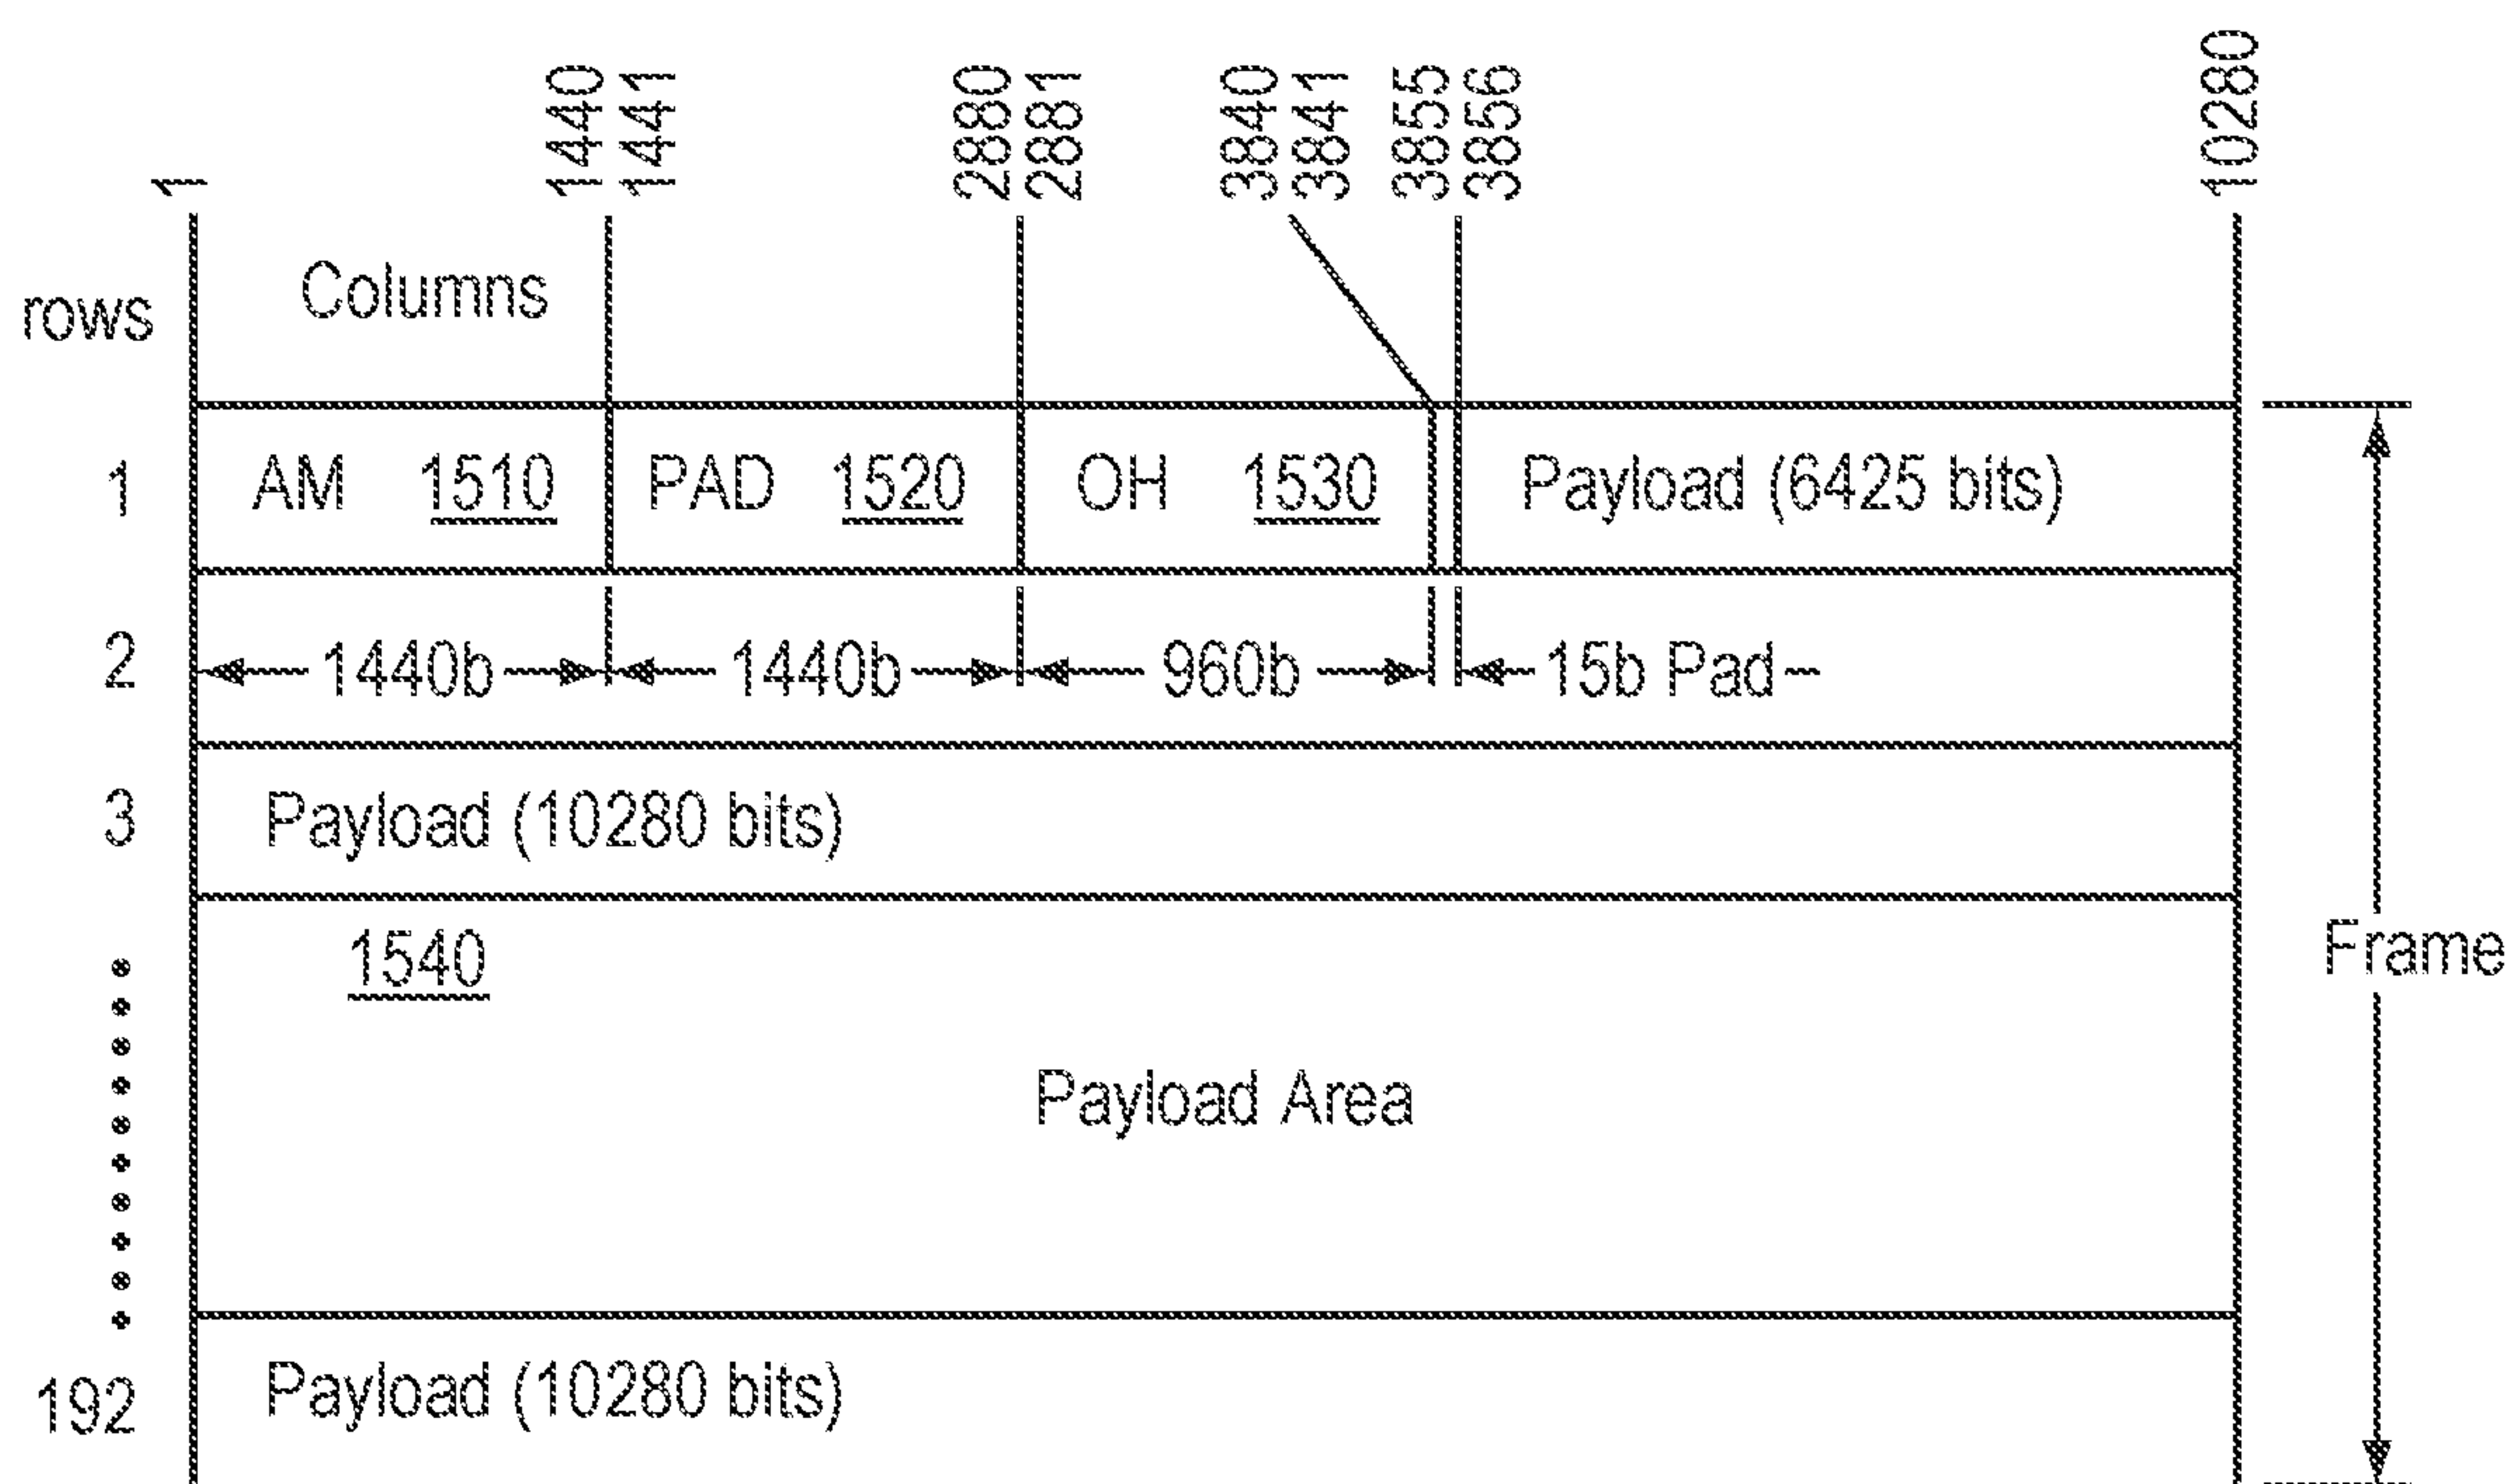 1
1440
1441
2880
2881
3840
3841
3855
3856
10280
rows
Columns
1 AM 1510 PAD 1520 OH 1530 Payload (6425 bits)
2 1440b 1440b 960b 15b Pad
3 Payload (10280 bits)
1540
Frame
Payload Area
192 Payload (10280 bits)